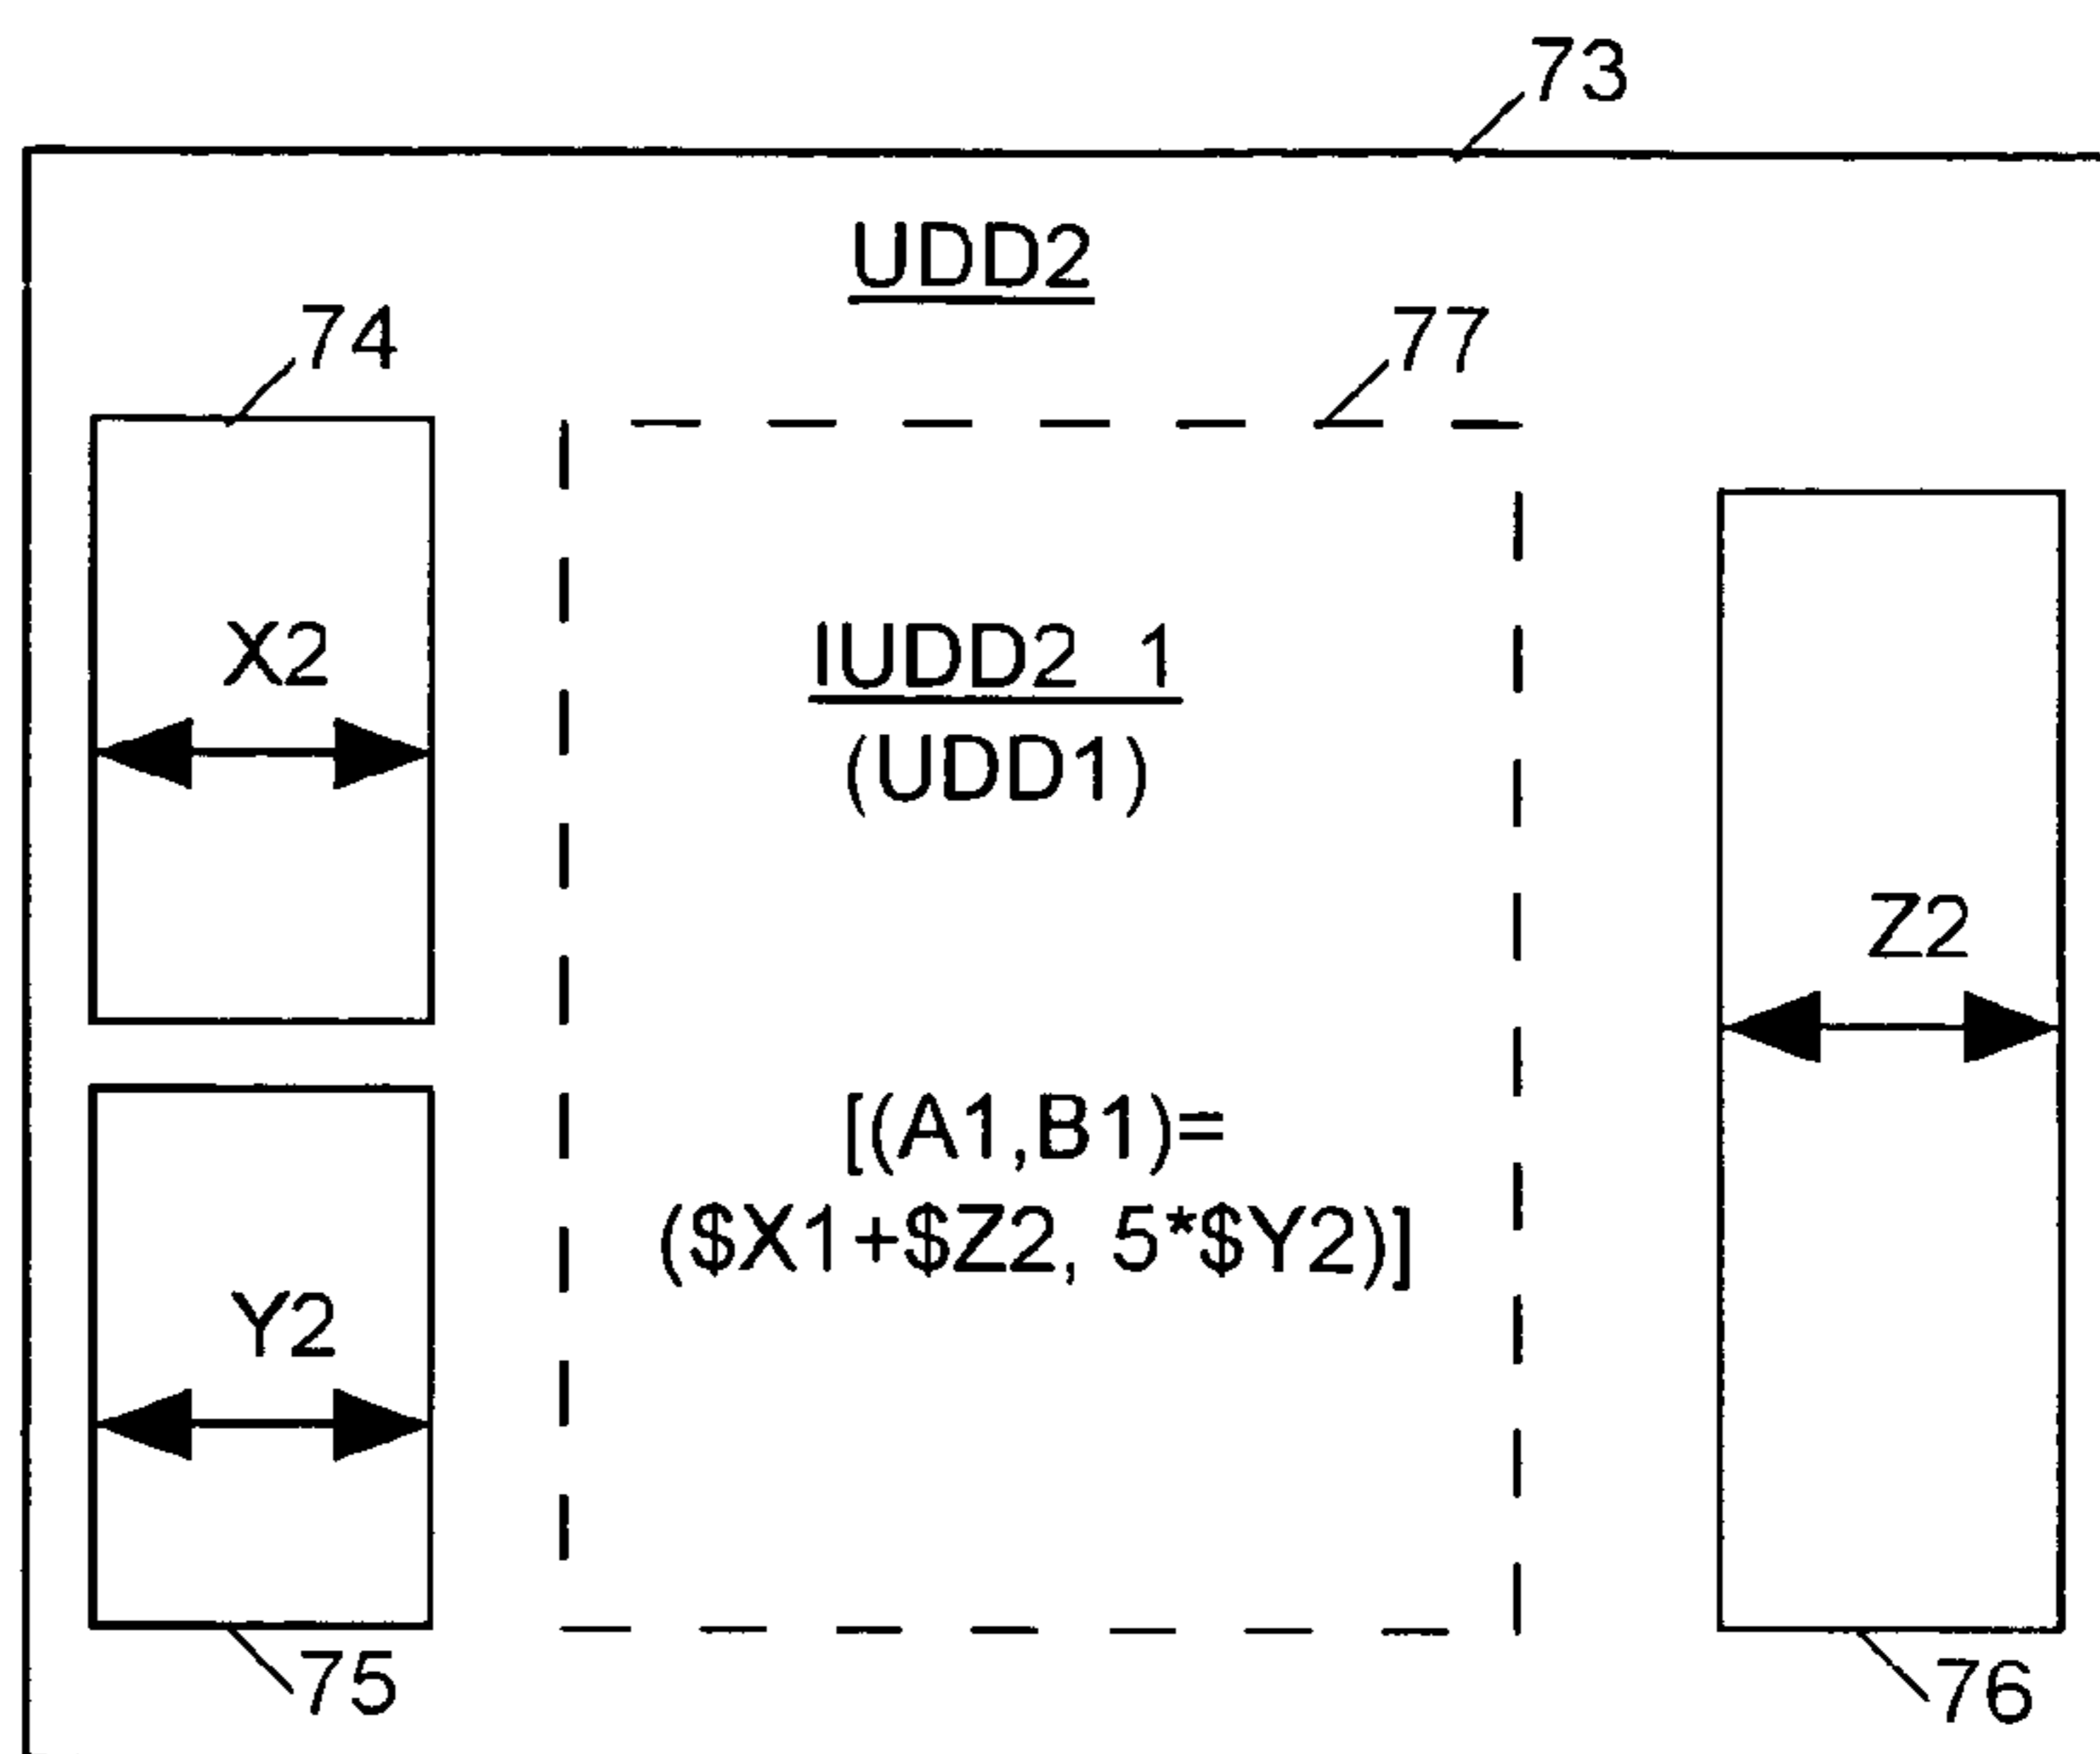 73
UDD2
74
77
X2
IUDD2_1
(UDD1)
Z2
[(A1,B1)=
($X1+$Z2, 5*$Y2)]
Y2
75
76